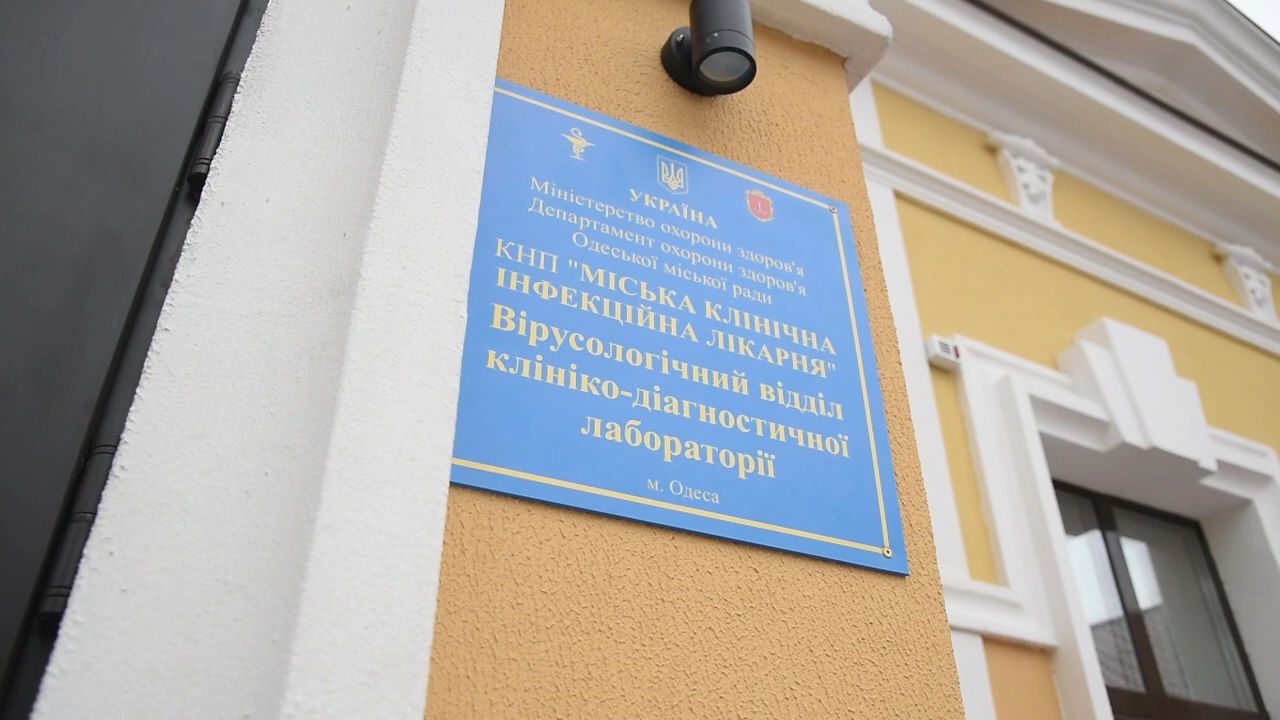 УКРАЇНА
Міністерство охорони здоров'я
Департамент охорони здоров'я
Одеської міської ради
КНП "МІСЬКА КЛІНІЧНА
ІНФЕКЦІЙНА ЛІКАРНЯ"
Вірусологічний відділ
клініко-діагностичної
лабораторії
м. Одеса